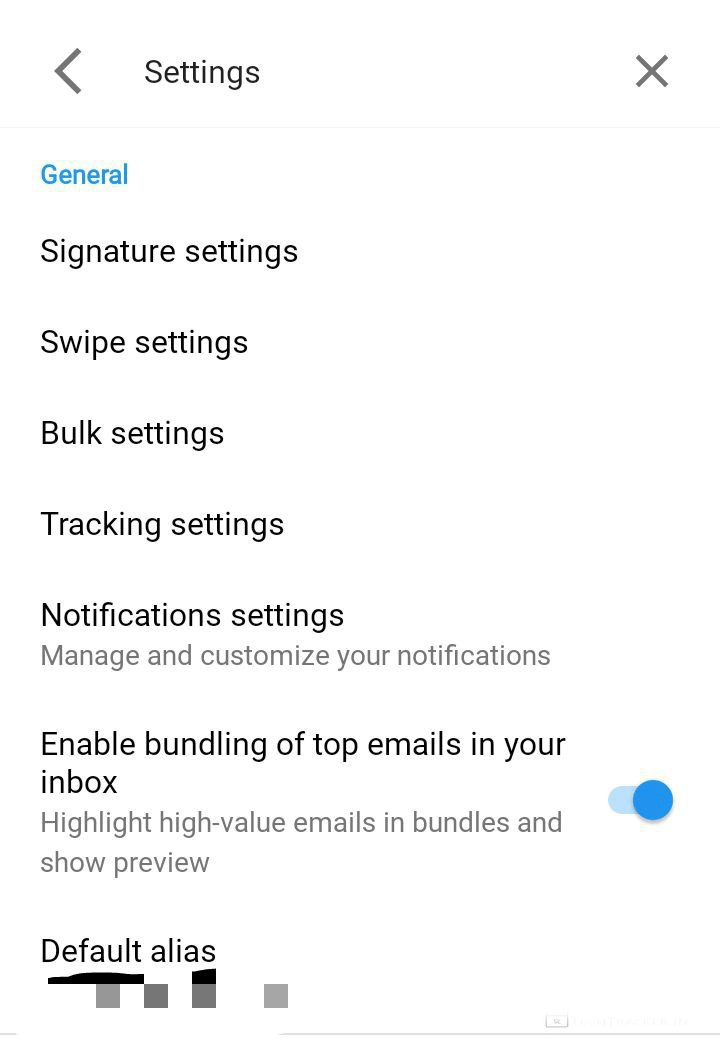 Settings
General
Signature settings
Swipe settings
Bulk settings
Tracking settings
Notifications settings
Manage and customize your notifications
Enable bundling of top emails in your
inbox
Highlight high-value emails in bundles and
show preview
Default alias